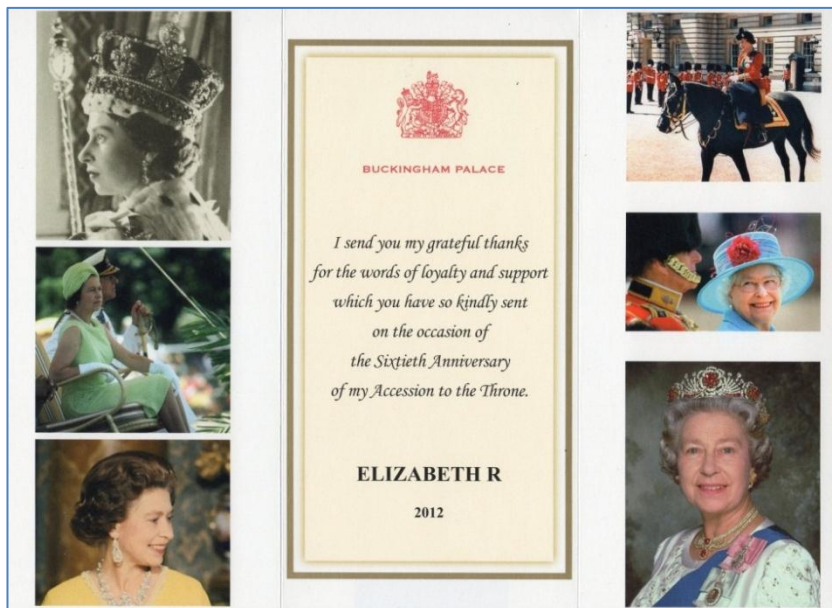 BUCKINGHAM PALACE
I send you my grateful thanks
for the words of loyalty and support
which you have so kindly sent
on the occasion of
the Sixtieth Anniversary
of my Accession to the Throne.
ELIZABETH R
2012